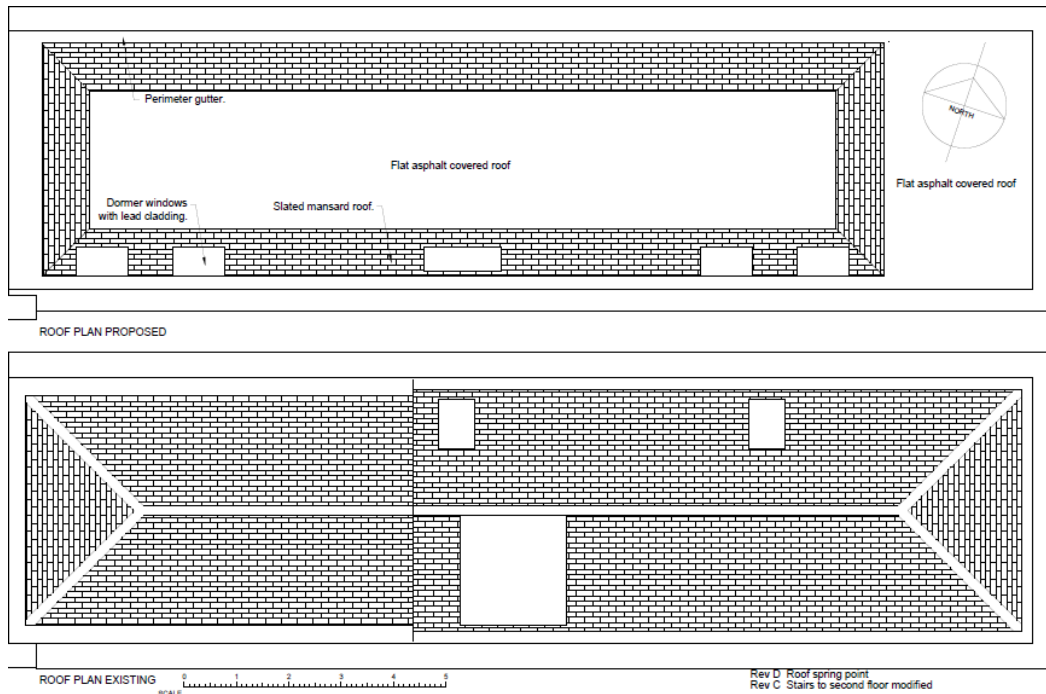 Perimeter gutter.
NORTH
Flat asphalt covered roof
Flat asphalt covered roof
Dormer windows
with lead cladding.
Slated mansard roof.
ROOF PLAN PROPOSED
ROOF PLAN EXISTING
0 1 2 3 4 5
SCALE
Rev D Roof spring point
Rev C Stairs to second floor modified